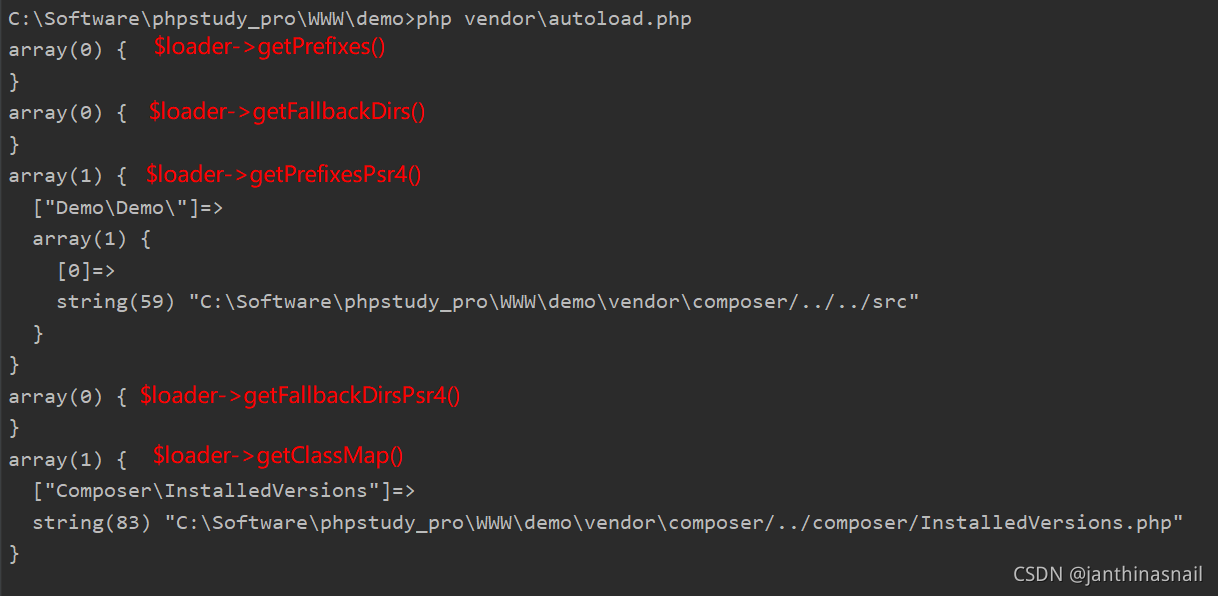 C:\Software\phpstudy_pro\WWW\demo>php vendor\autoload.php
array(0) { $loader->getPrefixes()
}
array(0) { $loader->getFallbackDirs()
}
array(1) { $loader->getPrefixesPsr4()
  ["Demo\Demo\"]=>
  array(1) {
    [0]=>
    string(59) "C:\Software\phpstudy_pro\WWW\demo\vendor\composer/../../src"
  }
}
array(0) { $loader->getFallbackDirsPsr4()
}
array(1) { $loader->getClassMap()
  ["Composer\InstalledVersions"]=>
  string(83) "C:\Software\phpstudy_pro\WWW\demo\vendor\composer/../composer/InstalledVersions.php"
}
CSDN @janthinasnail